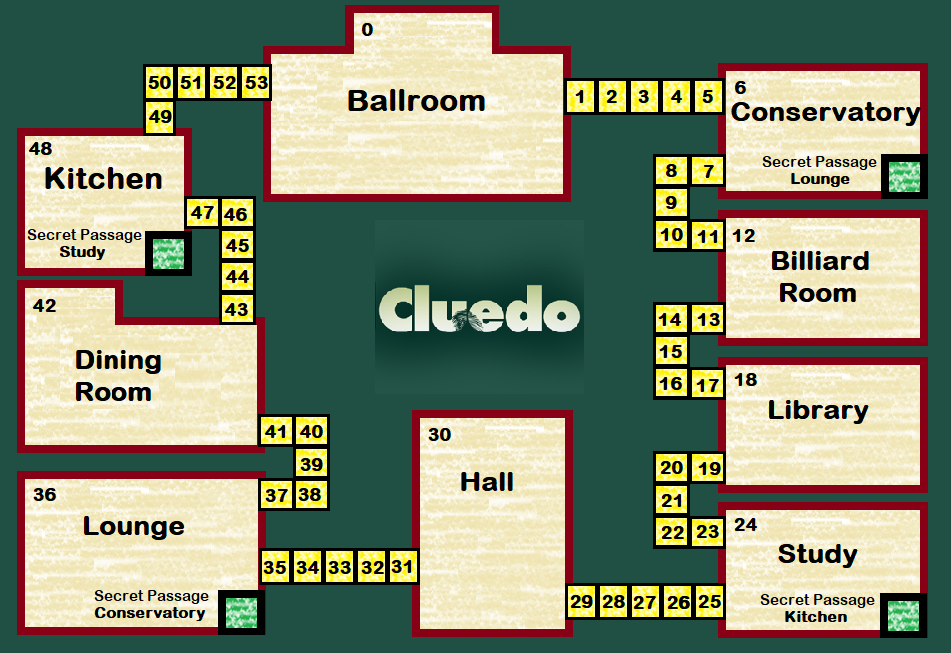 0
Ballroom
50 51 52 53
49
1 2 3 4 5
6
Conservatory
Secret Passage
Lounge
48
Kitchen
Secret Passage
Study
47 46
45
44
43
8 7
9
10 11
12
Billiard
Room
Cluedo
42
Dining
Room
14 13
15
16 17
18
Library
41 40
39
37 38
30
Hall
20 19
21
22 23
36
Lounge
Secret Passage
Conservatory
35 34 33 32 31
24
Study
Secret Passage
Kitchen
29 28 27 26 25